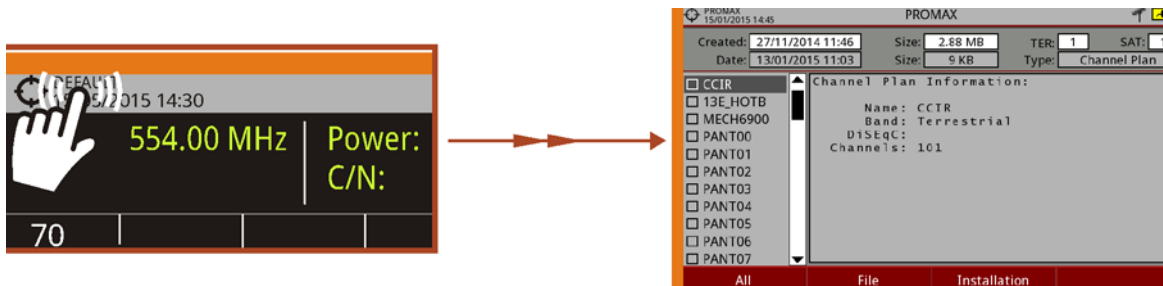 DEFAULT
2015 14:30
554.00 MHz
Power:
C/N:
70
PROMAX
15/01/2015 14:45
PROMAX
Created: 27/11/2014 11:46 Size: 2.88 MB TER: 1 SAT: 1
Date: 13/01/2015 11:03 Size: 9 KB Type: Channel Plan
CCIR
13E_HOTB
MECH6900
PANT00
PANT01
PANT02
PANT03
PANT04
PANT05
PANT06
PANT07
Channel Plan Information:
Name: CCIR
Band: Terrestrial
DiSEqC:
Channels: 101
All File Installation